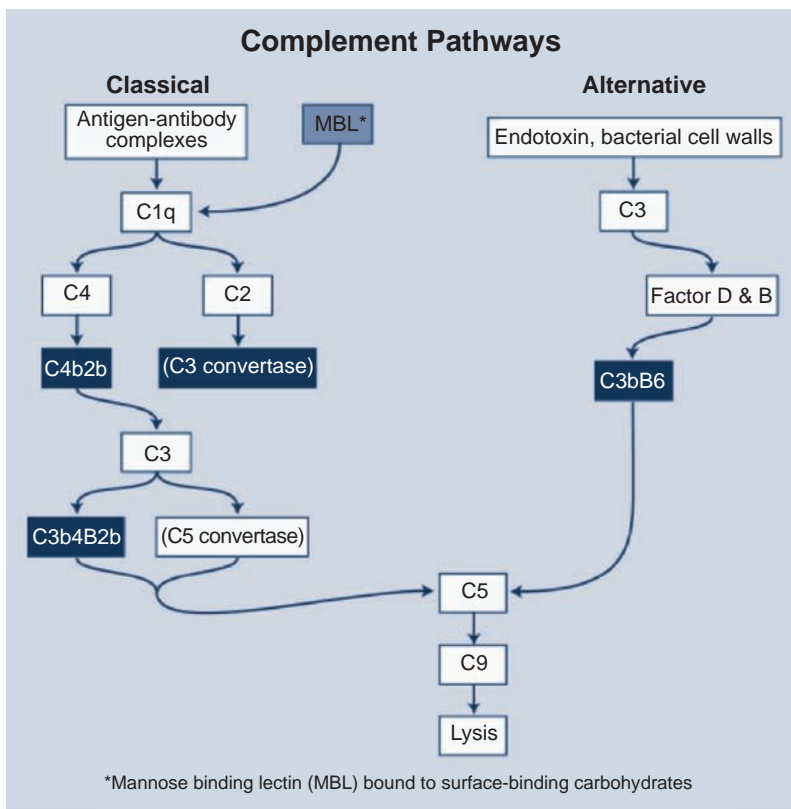 Complement Pathways
Classical
Alternative
Antigen-antibody
complexes
MBL*
Endotoxin, bacterial cell walls
C1q
C3
C4
C2
Factor D & B
C4b2b
(C3 convertase)
C3bB6
C3
C3b4B2b
(C5 convertase)
C5
C9
Lysis
*Mannose binding lectin (MBL) bound to surface-binding carbohydrates